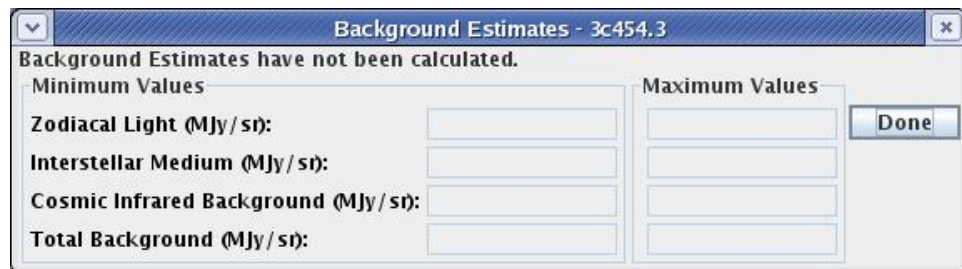 Background Estimates - 3c454.3
Background Estimates have not been calculated.
Minimum Values
Maximum Values
Zodiacal Light (MJy/sr):
Done
Interstellar Medium (MJy/sr):
Cosmic Infrared Background (MJy/sr):
Total Background (MJy/sr):